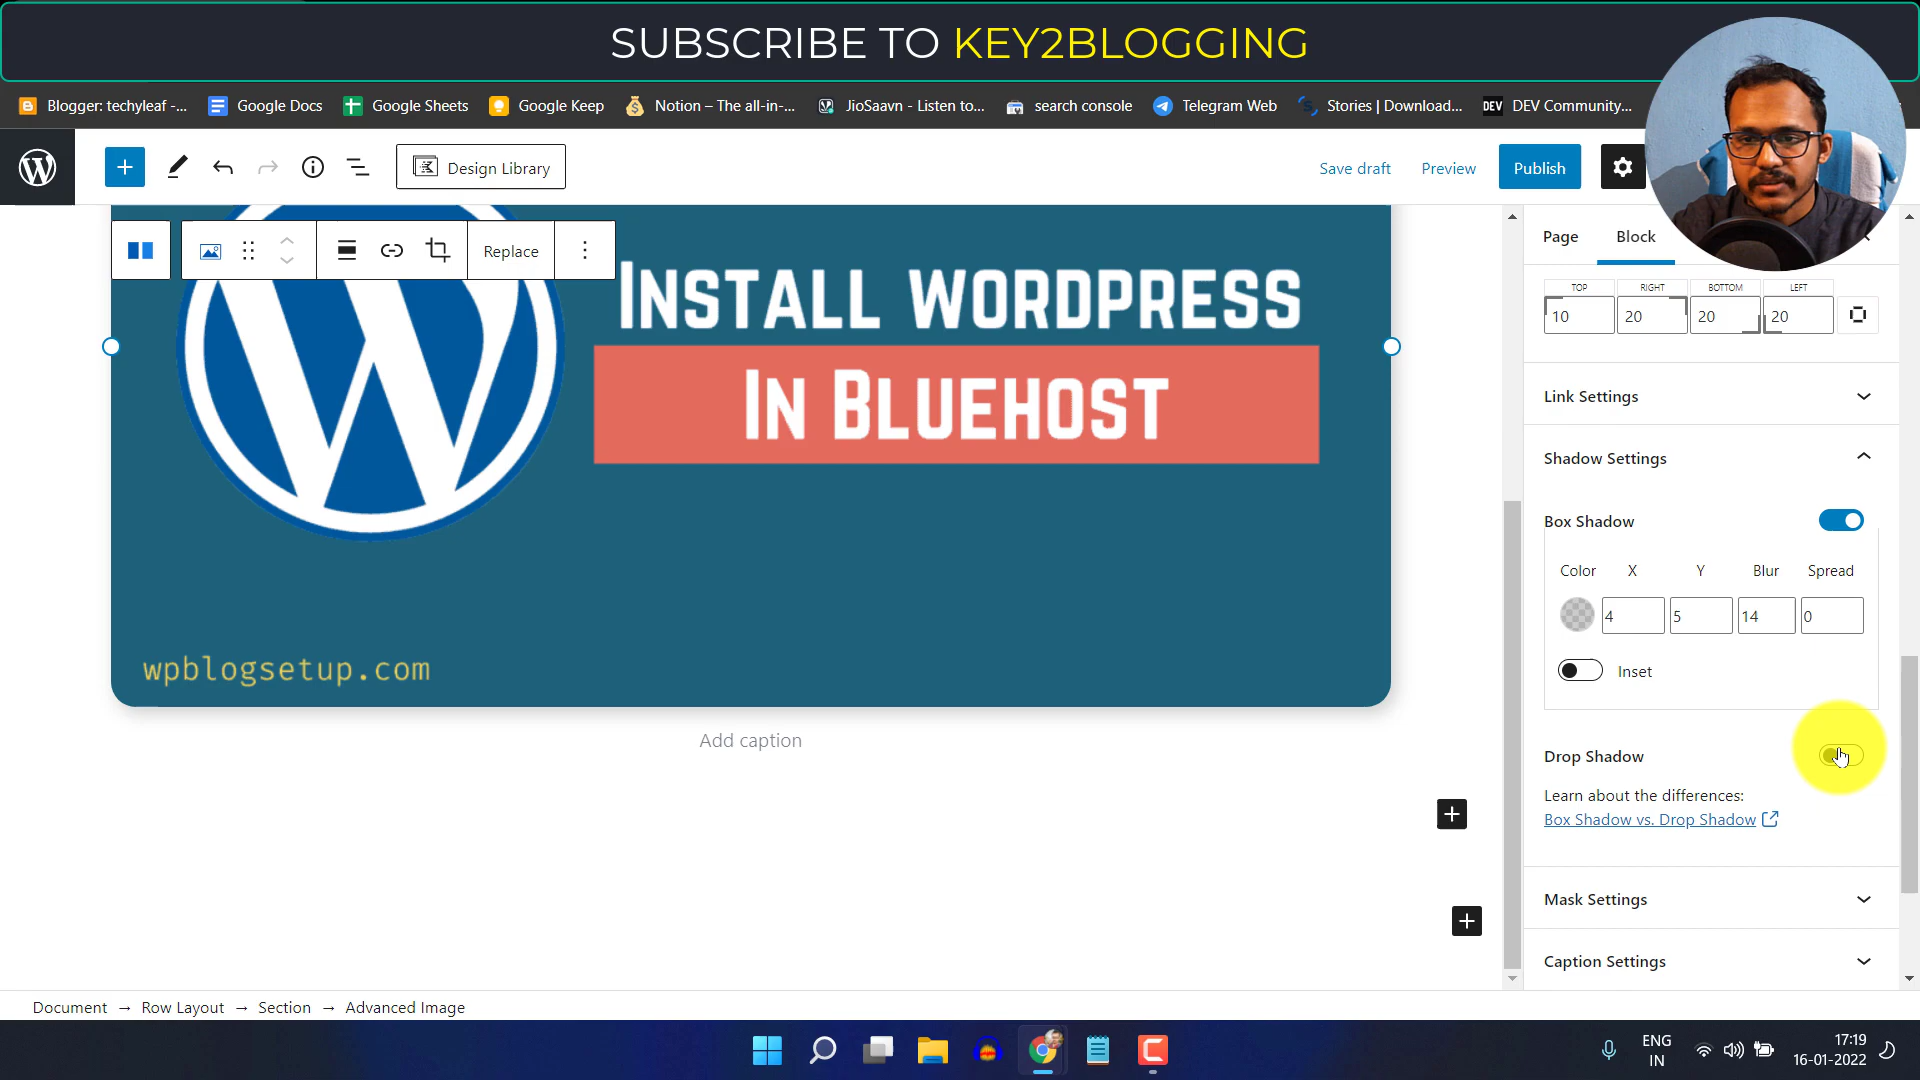 SUBSCRIBE TO KEY2BLOGGING
Blogger: techyleaf -...
Google Docs
Google Sheets
Google Keep
Notion – The all-in-...
JioSaavn - Listen to...
search console
Telegram Web
Stories | Download...
DEV
DEV Community...
Design Library
Save draft
Preview
Publish
Replace
Page
Block
TOP
RIGHT
BOTTOM
LEFT
10
20
20
20
INSTALL WORDPRESS
IN BLUEHOST
wpblogsetup.com
Add caption
Link Settings
Shadow Settings
Box Shadow
Color
X
Y
Blur
Spread
4
5
14
0
Inset
Drop Shadow
Learn about the differences:
Box Shadow vs. Drop Shadow
Mask Settings
Caption Settings
Document → Row Layout → Section → Advanced Image
ENG
IN
17:19
16-01-2022